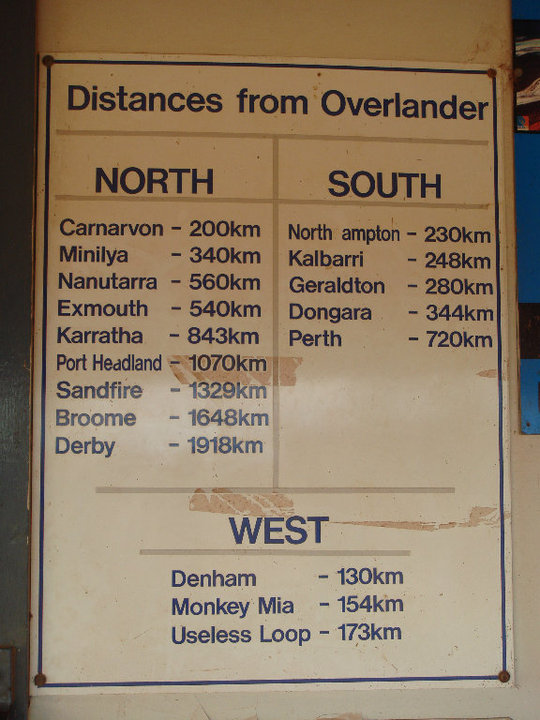 Distances from Overlander
NORTH
Carnarvon - 200km
Minilya - 340km
Nanutarra - 560km
Exmouth - 540km
Karratha - 843km
Port Headland - 1070km
Sandfire - 1329km
Broome - 1648km
Derby - 1918km
SOUTH
North ampton - 230km
Kalbarri - 248km
Geraldton - 280km
Dongara - 344km
Perth - 720km
WEST
Denham - 130km
Monkey Mia - 154km
Useless Loop - 173km